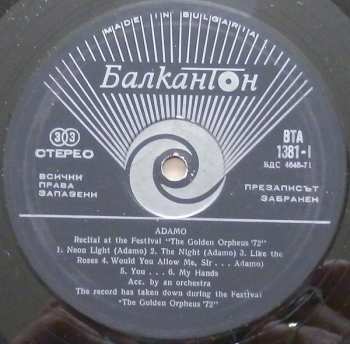 MADE IN BULGARIA
Балкантон
33
СТЕРЕО
ВТА
1381-I
БДС 4848-71
ВСИЧКИ
ПРАВА
ЗАПАЗЕНИ
ПРЕЗАПИСЪТ
ЗАБРАНЕН
ADAMO
Recital at the Festival "The Golden Orpheus '72"
1. Neon Light (Adamo) 2. The Night (Adamo) 3. Like the
Roses 4. Would You Allow Me, Sir . . . Adamo)
5. You . . . 6. My Hands
Acc. by an orchestra
The record has taken down during the Festival
"The Golden Orpheus '72"